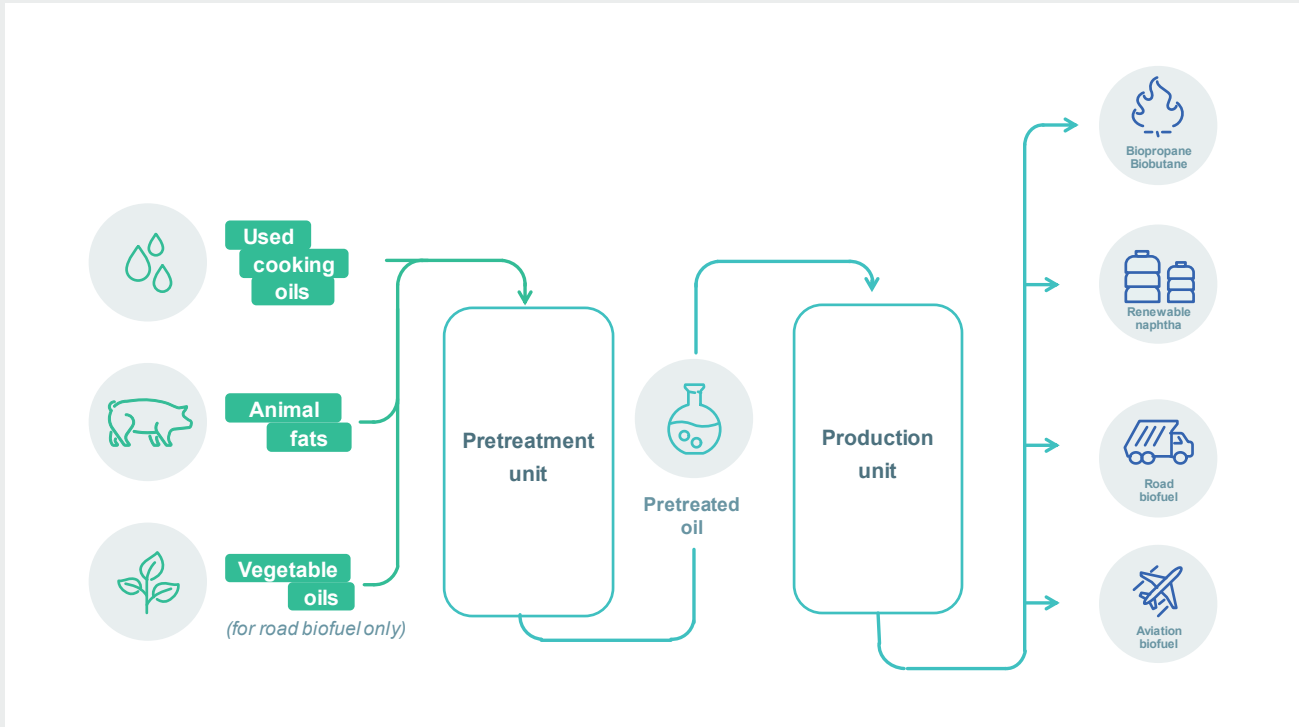 Used
cooking
oils
Animal
fats
Vegetable
oils
(for road biofuel only)
Pretreatment
unit
Pretreated
oil
Production
unit
Biopropane
Biobutane
Renewable
naphtha
Road
biofuel
Aviation
biofuel